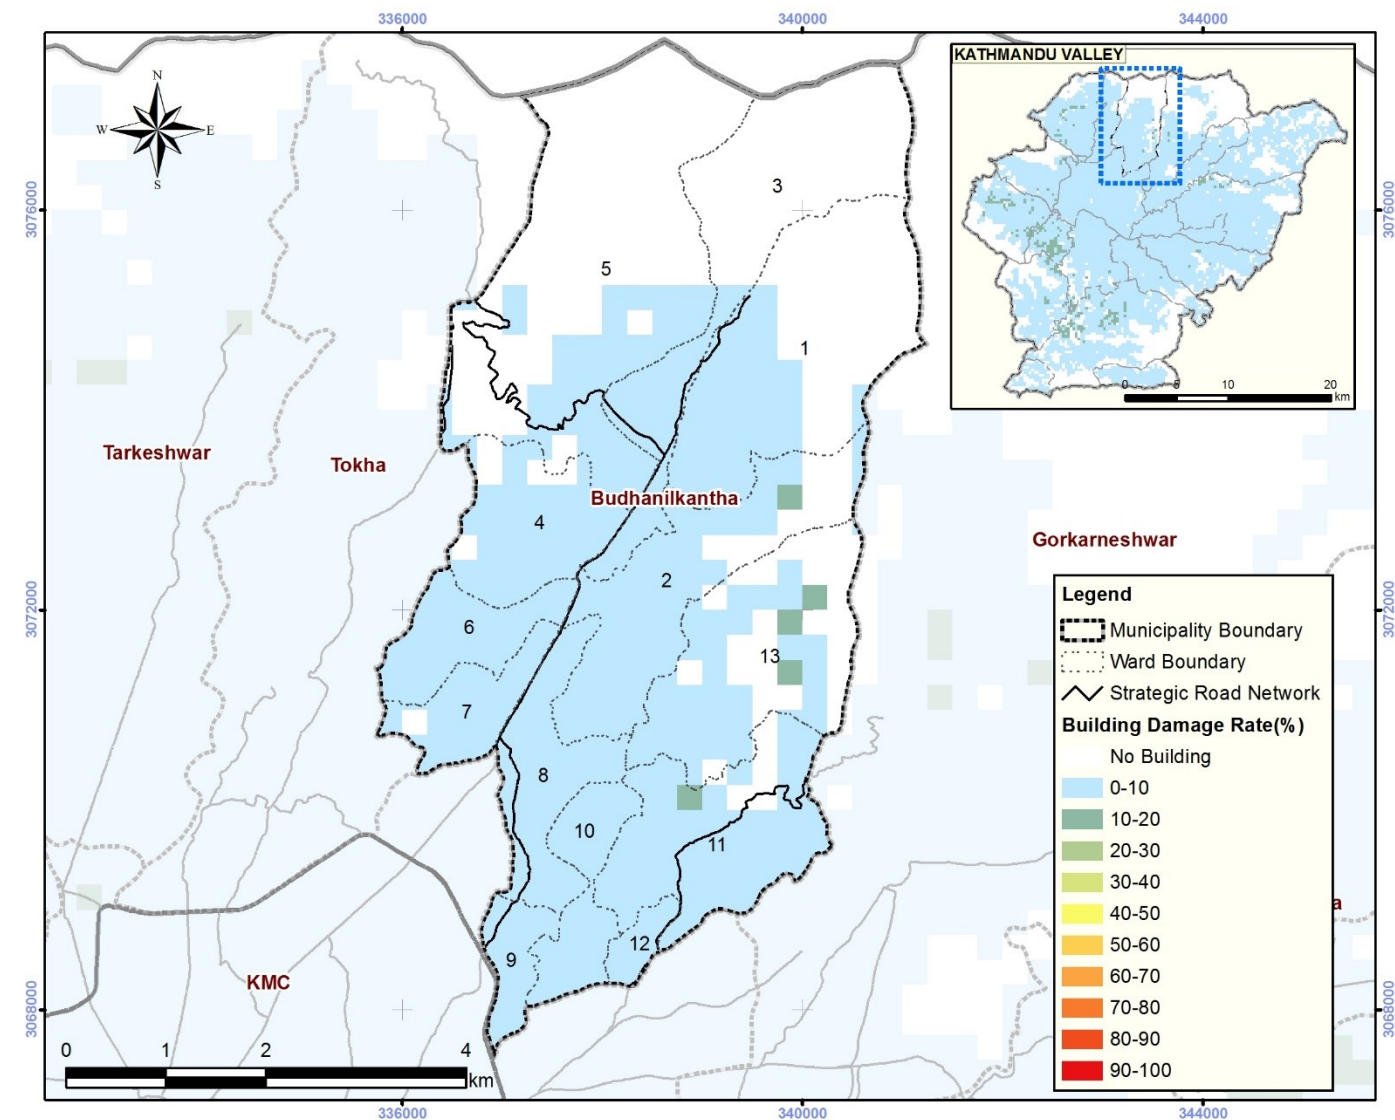 336000
340000
344000
KATHMANDU VALLEY
N
W
E
S
3
3076000
3076000
5
1
0
5
10
20
km
Tarkeshwar
Tokha
Budhanilkantha
4
Gorkarneshwar
2
Legend
3072000
3072000
6
Municipality Boundary
13
Ward Boundary
7
Strategic Road Network
Building Damage Rate(%)
No Building
8
0-10
10
10-20
11
20-30
30-40
a
40-50
12
50-60
9
60-70
KMC
3068000
3068000
70-80
80-90
90-100
0
1
2
4
km
336000
340000
344000